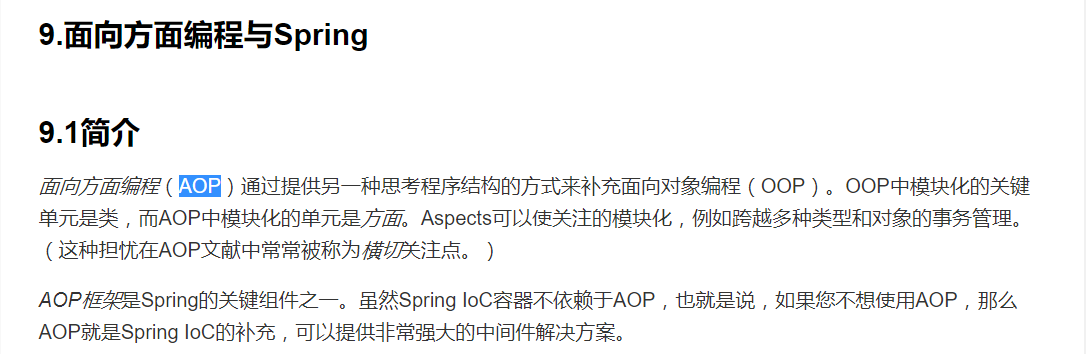 9.面向方面编程与Spring
9.1简介
面向方面编程（AOP）通过提供另一种思考程序结构的方式来补充面向对象编程（OOP）。OOP中模块化的关键
单元是类，而AOP中模块化的单元是方面。Aspects可以使关注的模块化，例如跨越多种类型和对象的事务管理。
（这种担忧在AOP文献中常常被称为横切关注点。）
AOP框架是Spring的关键组件之一。虽然Spring IoC容器不依赖于AOP，也就是说，如果您不想使用AOP，那么
AOP就是Spring IoC的补充，可以提供非常强大的中间件解决方案。